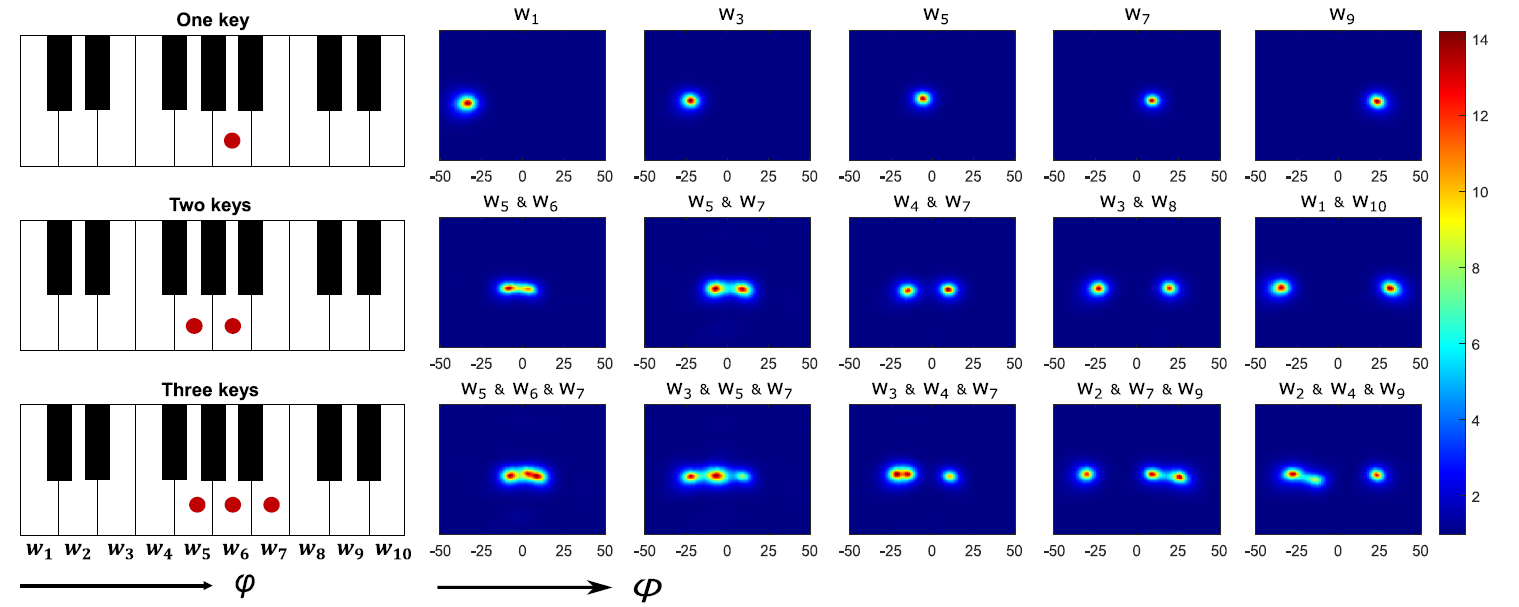 One key
w1 w3 w5 w7 w9
-50 -25 0 25 50 -50 -25 0 25 50 -50 -25 0 25 50 -50 -25 0 25 50 -50 -25 0 25 50
Two keys
w5 & w6 w5 & w7 w4 & w7 w3 & w8 w1 & w10
-50 -25 0 25 50 -50 -25 0 25 50 -50 -25 0 25 50 -50 -25 0 25 50 -50 -25 0 25 50
Three keys
w5 & w6 & w7 w3 & w5 & w7 w3 & w4 & w7 w2 & w7 & w9 w2 & w4 & w9
-50 -25 0 25 50 -50 -25 0 25 50 -50 -25 0 25 50 -50 -25 0 25 50 -50 -25 0 25 50
w1 w2 w3 w4 w5 w6 w7 w8 w9 w10
φ φ
14
12
10
8
6
4
2